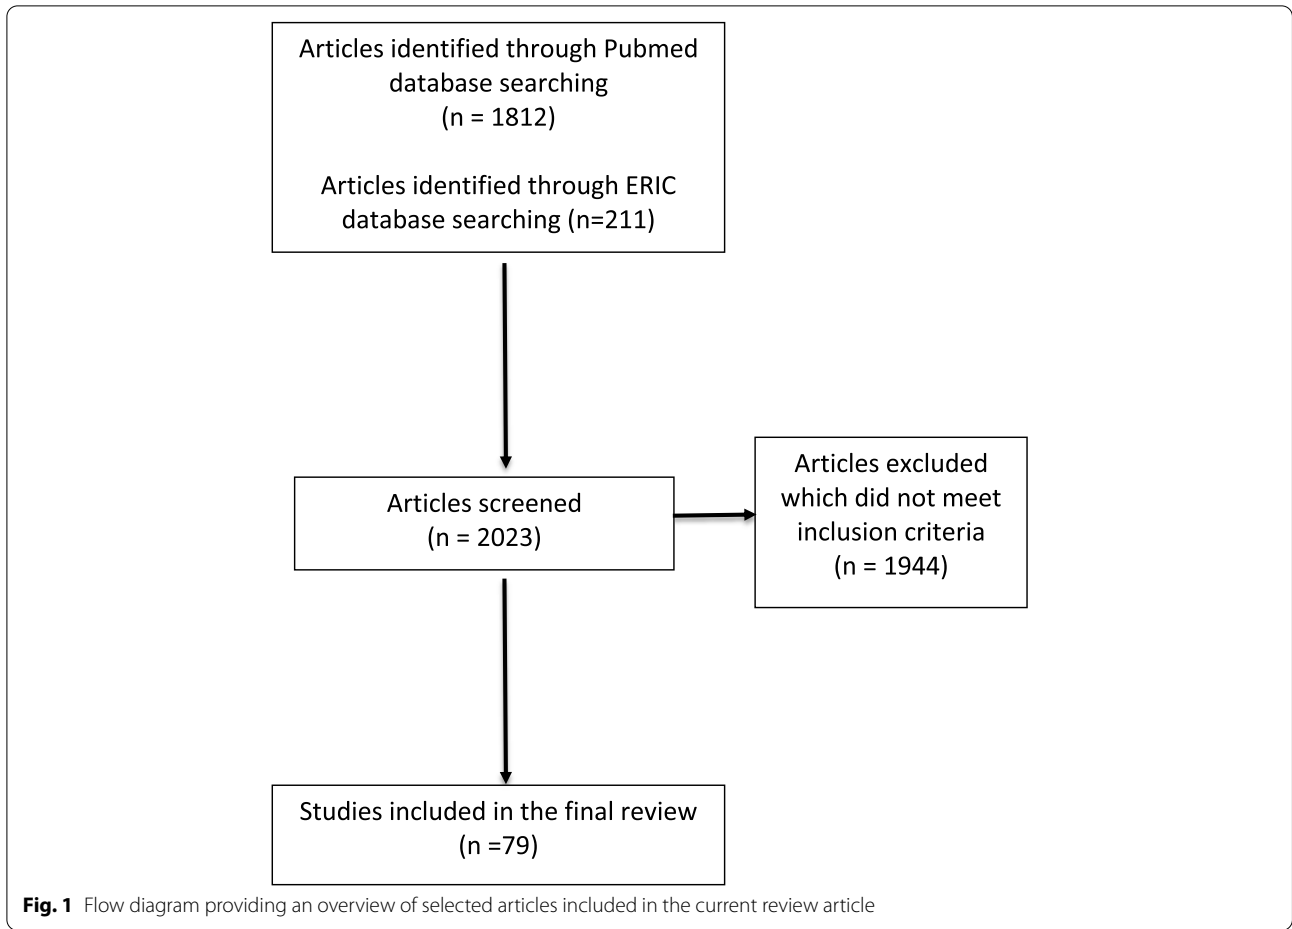 Articles identified through Pubmed
database searching
(n = 1812)
Articles identified through ERIC
database searching (n=211)
Articles screened
(n = 2023)
Articles excluded
which did not meet
inclusion criteria
(n = 1944)
Studies included in the final review
(n =79)
Fig. 1 Flow diagram providing an overview of selected articles included in the current review article